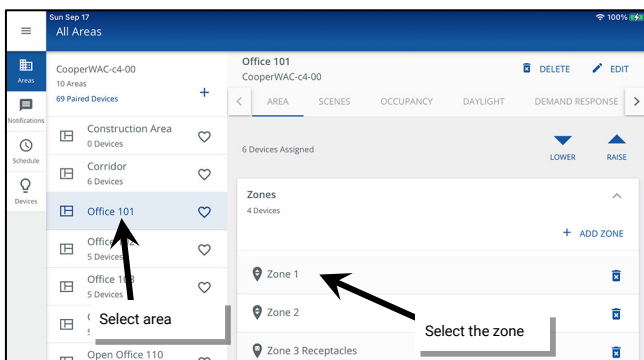 Sun Sep 17
100%
All Areas
Areas
Notifications
Schedule
Devices
CooperWAC-c4-00
10 Areas
69 Paired Devices
+
Construction Area
0 Devices
Corridor
6 Devices
Office 101
Office
5 Devices
Office
5 Devices
Open Office 110
Select area
Office 101
CooperWAC-c4-00
DELETE
EDIT
< AREA SCENES OCCUPANCY DAYLIGHT DEMAND RESPONSE >
6 Devices Assigned
LOWER
RAISE
Zones
4 Devices
+ ADD ZONE
Zone 1
Zone 2
Zone 3 Receptacles
Select the zone